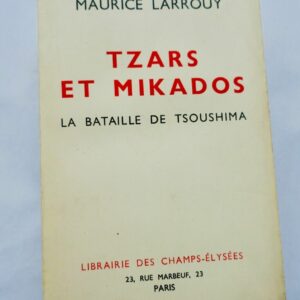 MAURICE LARROUY
TZARS
ET MIKADOS
LA BATAILLE DE TSOUSHIMA
LIBRAIRIE DES CHAMPS-ÉLYSÉES
23, RUE MARBEUF, 23
PARIS